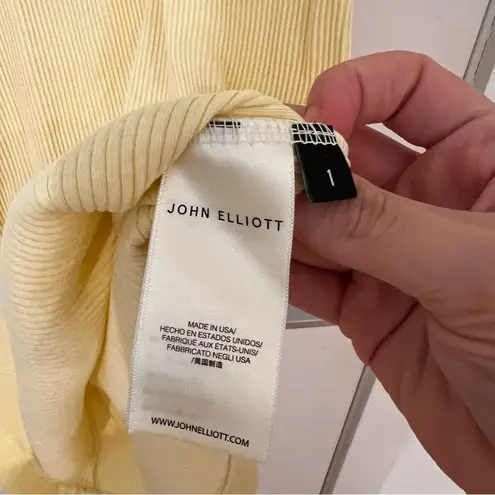 JOHN ELLIOTT
1
MADE IN USA/
HECHO EN ESTADOS UNIDOS/
FABRIQUÉ AUX ÉTATS-UNIS/
FABBRICATO NEGLI USA
/美国制造
WWW.JOHNELLIOTT.COM